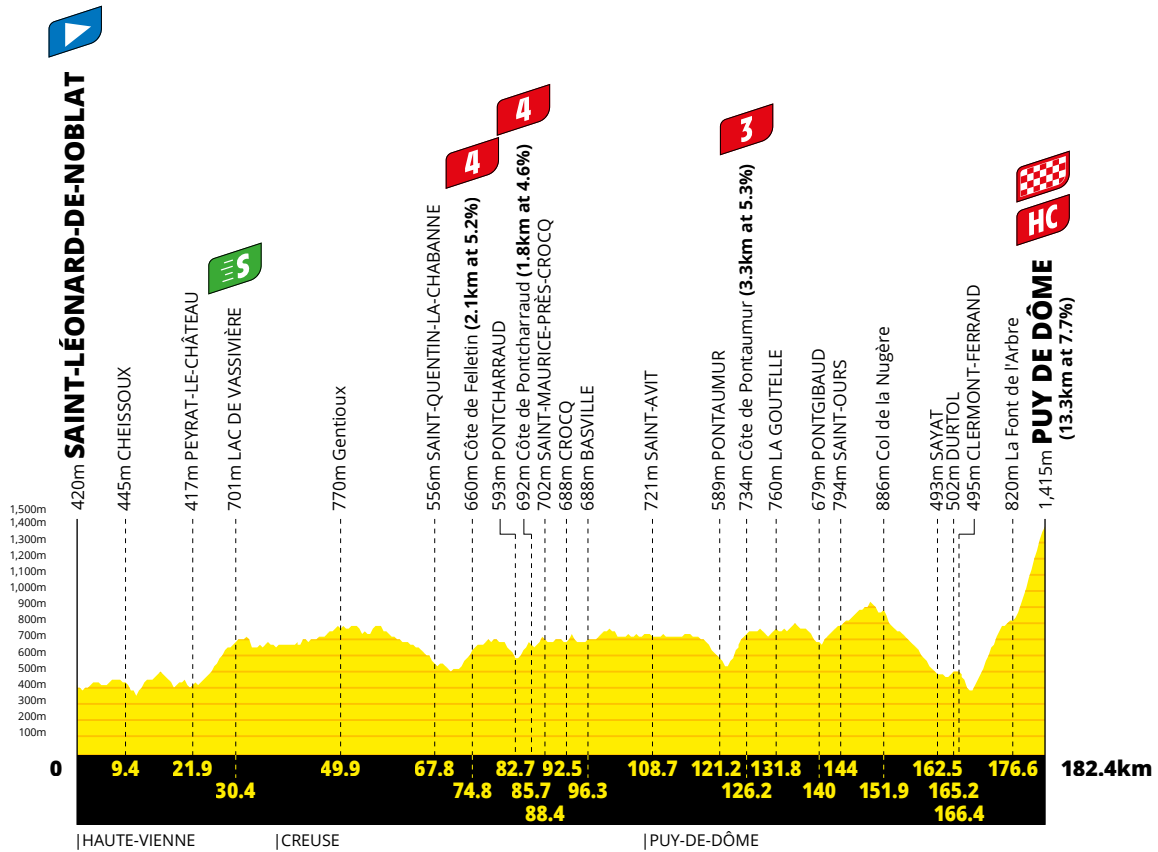 SAINT-LÉONARD-DE-NOBLAT
420m
445m CHEISSOUX
417m PEYRAT-LE-CHÂTEAU
S
701m LAC DE VASSIVIÈRE
770m Gentioux
556m SAINT-QUENTIN-LA-CHABANNE
4
660m Côte de Felletin (2.1km at 5.2%)
593m PONTCHARRAUD
4
692m Côte de Pontcharraud (1.8km at 4.6%)
702m SAINT-MAURICE-PRÈS-CROCQ
688m CROCQ
688m BASVILLE
721m SAINT-AVIT
589m PONTAUMUR
3
734m Côte de Pontaumur (3.3km at 5.3%)
760m LA GOUTELLE
679m PONTGIBAUD
794m SAINT-OURS
886m Col de la Nugère
493m SAYAT
502m DURTOL
495m CLERMONT-FERRAND
820m La Font de l'Arbre
HC
1,415m PUY DE DÔME
(13.3km at 7.7%)
1,500m
1,400m
1,300m
1,200m
1,100m
1,000m
900m
800m
700m
600m
500m
400m
300m
200m
100m
0 9.4 21.9 49.9 67.8 82.7 92.5 108.7 121.2 131.8 144 162.5 176.6 182.4km
30.4 74.8 85.7 96.3 126.2 140 151.9 165.2
88.4 166.4
|HAUTE-VIENNE |CREUSE |PUY-DE-DÔME